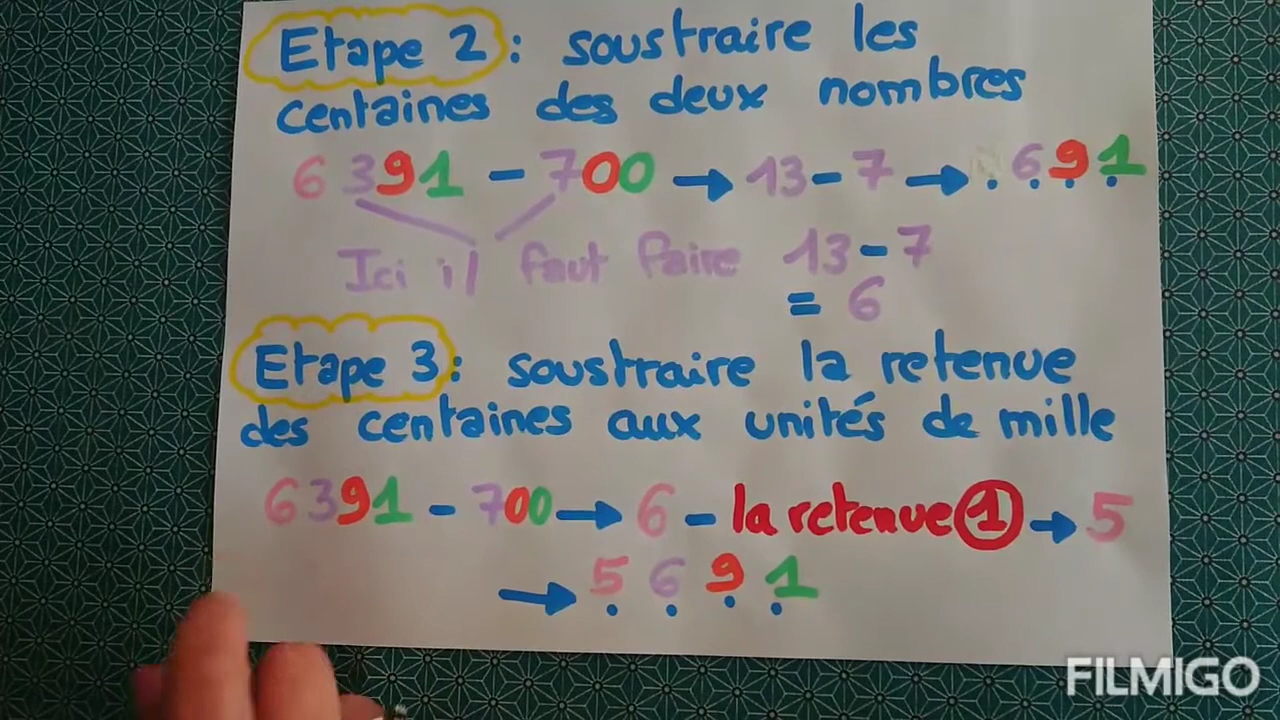 Etape 2 : soustraire les
centaines des deux nombres
6391 - 700 → 13-7 → . 691
Ici il faut faire 13-7
= 6
Etape 3 : soustraire la retenue
des centaines aux unités de mille
6391 - 700 → 6 - la retenue 1 → 5
→ 5691
FILMIGO